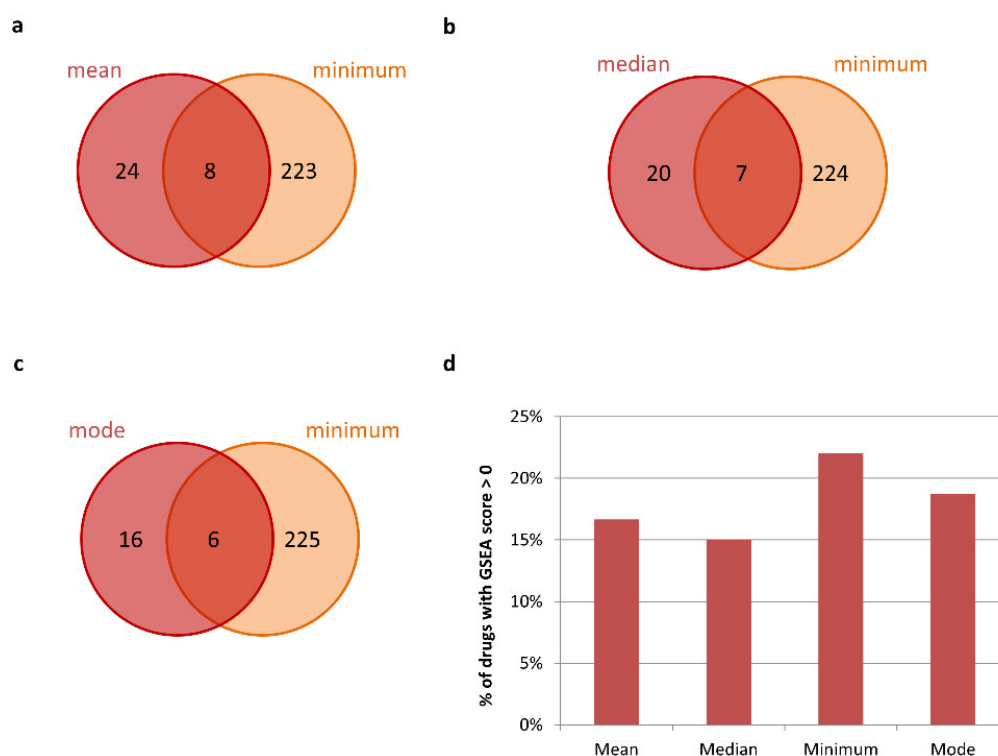 a
mean minimum
24 8 223
b
median minimum
20 7 224
c
mode minimum
16 6 225
d
% of drugs with GSEA score > 0
25%
20%
15%
10%
5%
0%
Mean Median Minimum Mode